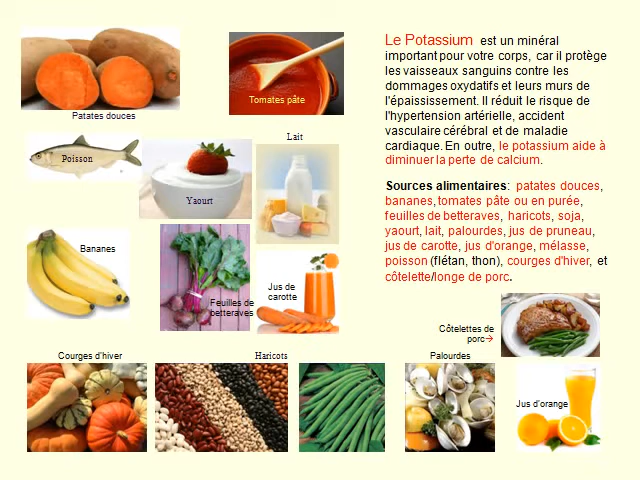 Le Potassium est un minéral
important pour votre corps, car il protège
les vaisseaux sanguins contre les
dommages oxydatifs et leurs murs de
l'épaississement. Il réduit le risque de
l'hypertension artérielle, accident
vasculaire cérébral et de maladie
cardiaque. En outre, le potassium aide à
diminuer la perte de calcium.
Sources alimentaires: patates douces,
bananes, tomates pâte ou en purée,
feuilles de betteraves, haricots, soja,
yaourt, lait, palourdes, jus de pruneau,
jus de carotte, jus d'orange, mélasse,
poisson (flétan, thon), courges d'hiver, et
côtelette/longe de porc.
Patates douces
Tomates pâte
Poisson
Yaourt
Lait
Bananes
Feuilles de
betteraves
Jus de
carotte
Côtelettes de
porc→
Courges d'hiver
Haricots
Palourdes
Jus d'orange